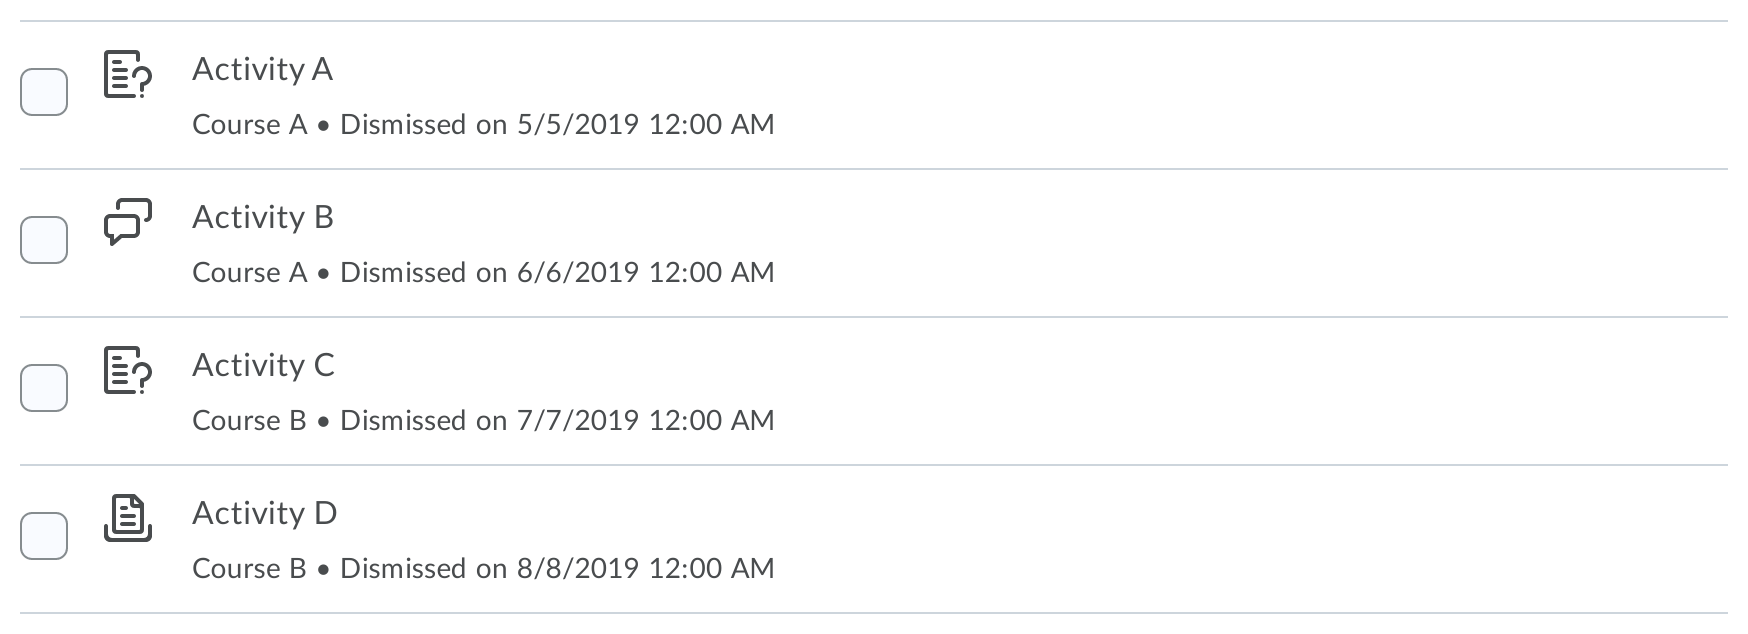 Activity A
Course A • Dismissed on 5/5/2019 12:00 AM
Activity B
Course A • Dismissed on 6/6/2019 12:00 AM
Activity C
Course B • Dismissed on 7/7/2019 12:00 AM
Activity D
Course B • Dismissed on 8/8/2019 12:00 AM